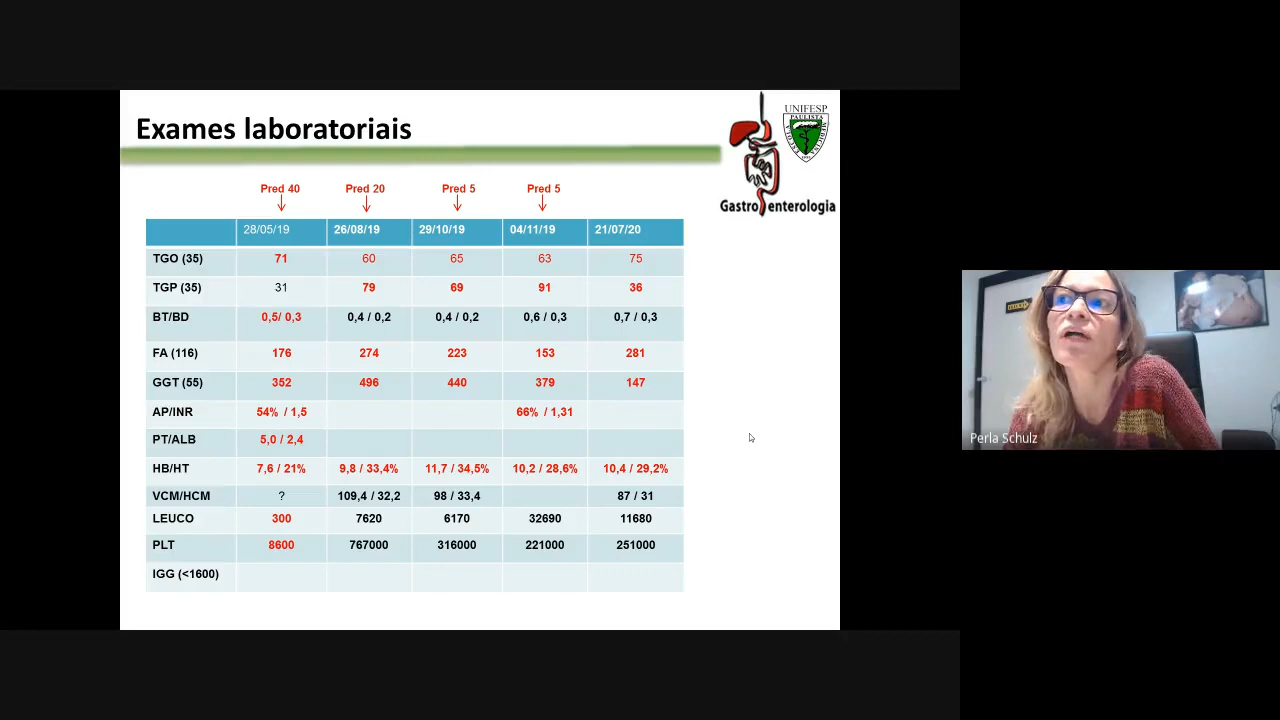 Exames laboratoriais
UNIFESP
PAULISTA
Gastroenterologia
Pred 40 Pred 20 Pred 5 Pred 5
28/05/19 26/08/19 29/10/19 04/11/19 21/07/20
TGO (35) 71 60 65 63 75
TGP (35) 31 79 69 91 36
BT/BD 0,5/ 0,3 0,4 / 0,2 0,4 / 0,2 0,6 / 0,3 0,7 / 0,3
FA (116) 176 274 223 153 281
GGT (55) 352 496 440 379 147
AP/INR 54% / 1,5 66% / 1,31
PT/ALB 5,0 / 2,4
HB/HT 7,6 / 21% 9,8 / 33,4% 11,7 / 34,5% 10,2 / 28,6% 10,4 / 29,2%
VCM/HCM ? 109,4 / 32,2 98 / 33,4 87 / 31
LEUCO 300 7620 6170 32690 11680
PLT 8600 767000 316000 221000 251000
IGG (<1600)
Perla Schulz